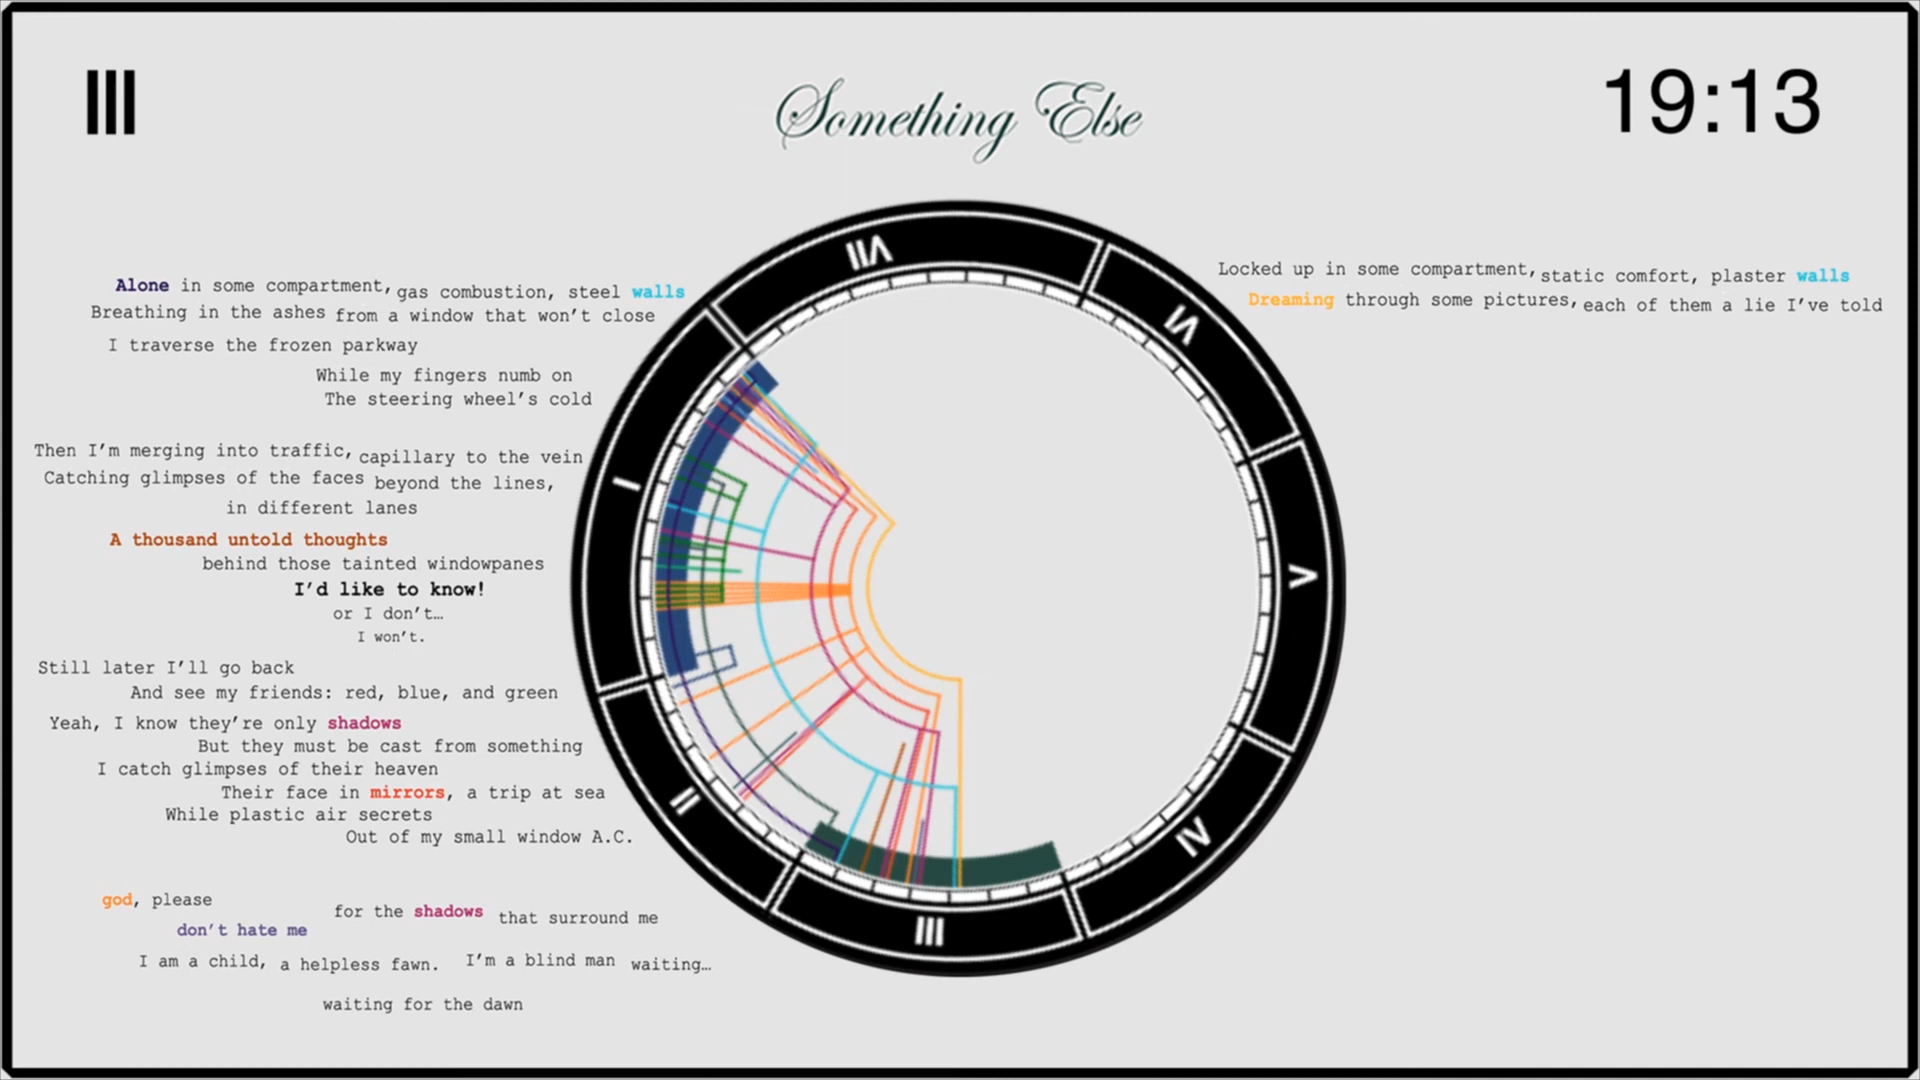 III
Something Else
19:13
Alone in some compartment, gas combustion, steel walls
Breathing in the ashes from a window that won't close
I traverse the frozen parkway
While my fingers numb on
The steering wheel's cold
Then I'm merging into traffic, capillary to the vein
Catching glimpses of the faces beyond the lines,
in different lanes
A thousand untold thoughts
behind those tainted windowpanes
I'd like to know!
or I don't…
I won't.
Still later I'll go back
And see my friends: red, blue, and green
Yeah, I know they're only shadows
But they must be cast from something
I catch glimpses of their heaven
Their face in mirrors, a trip at sea
While plastic air secrets
Out of my small window A.C.
god, please
don't hate me
for the shadows that surround me
I am a child, a helpless fawn. I'm a blind man waiting…
waiting for the dawn
Locked up in some compartment, static comfort, plaster walls
Dreaming through some pictures, each of them a lie I've told
I
II
III
IV
V
VI
VII